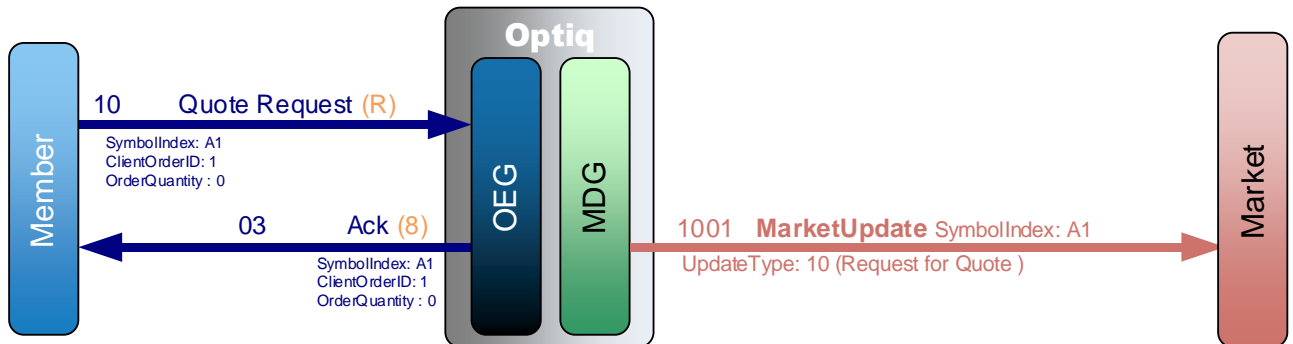 Optiq
Member
10 Quote Request (R)
SymbolIndex: A1
ClientOrderID: 1
OrderQuantity : 0
03 Ack (8)
SymbolIndex: A1
ClientOrderID: 1
OrderQuantity : 0
OEG
MDG
1001 MarketUpdate SymbolIndex: A1
UpdateType: 10 (Request for Quote )
Market